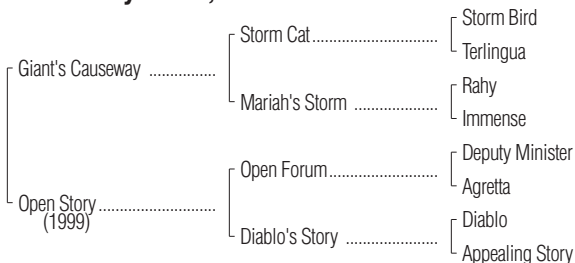 Storm Bird
Storm Cat ......................
Terlingua
Giant's Causeway ................
Rahy
Mariah's Storm .....................
Immense
Deputy Minister
Open Forum...........................
Agretta
Open Story.............................
(1999)
Diablo
Diablo's Story .......................
Appealing Story